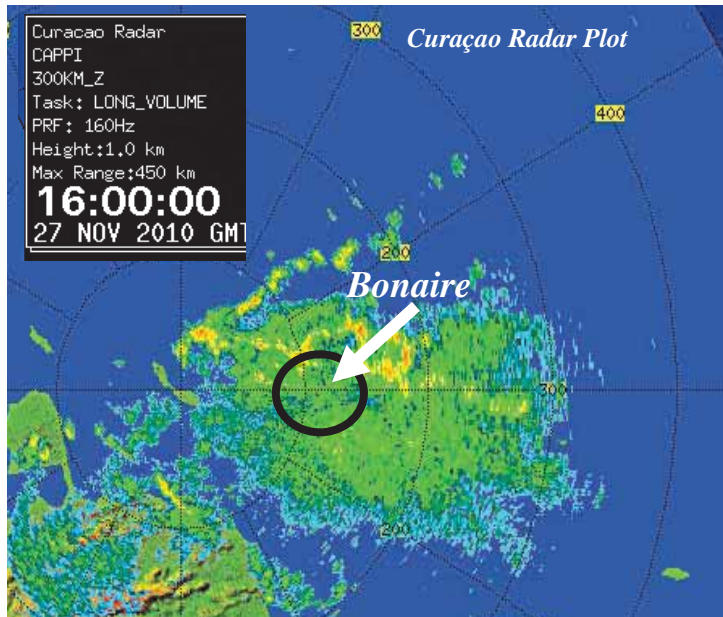 Curacao Radar
CAPPI
300KM_Z
Task: LONG_VOLUME
PRF: 160Hz
Height:1.0 km
Max Range:450 km
16:00:00
27 NOV 2010 GMT
300
Curaçao Radar Plot
400
200
Bonaire
300
200